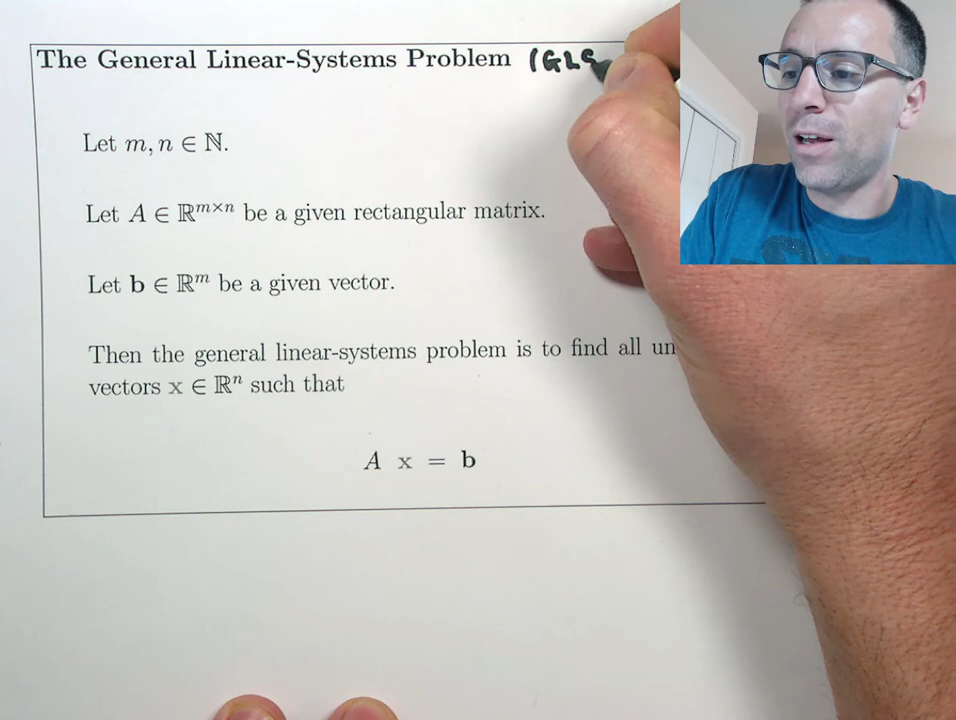 The General Linear-Systems Problem (GLS
Let m, n ∈ ℕ.
Let A ∈ ℝ^{m×n} be a given rectangular matrix.
Let b ∈ ℝ^m be a given vector.
Then the general linear-systems problem is to find all un
vectors x ∈ ℝ^n such that
A x = b